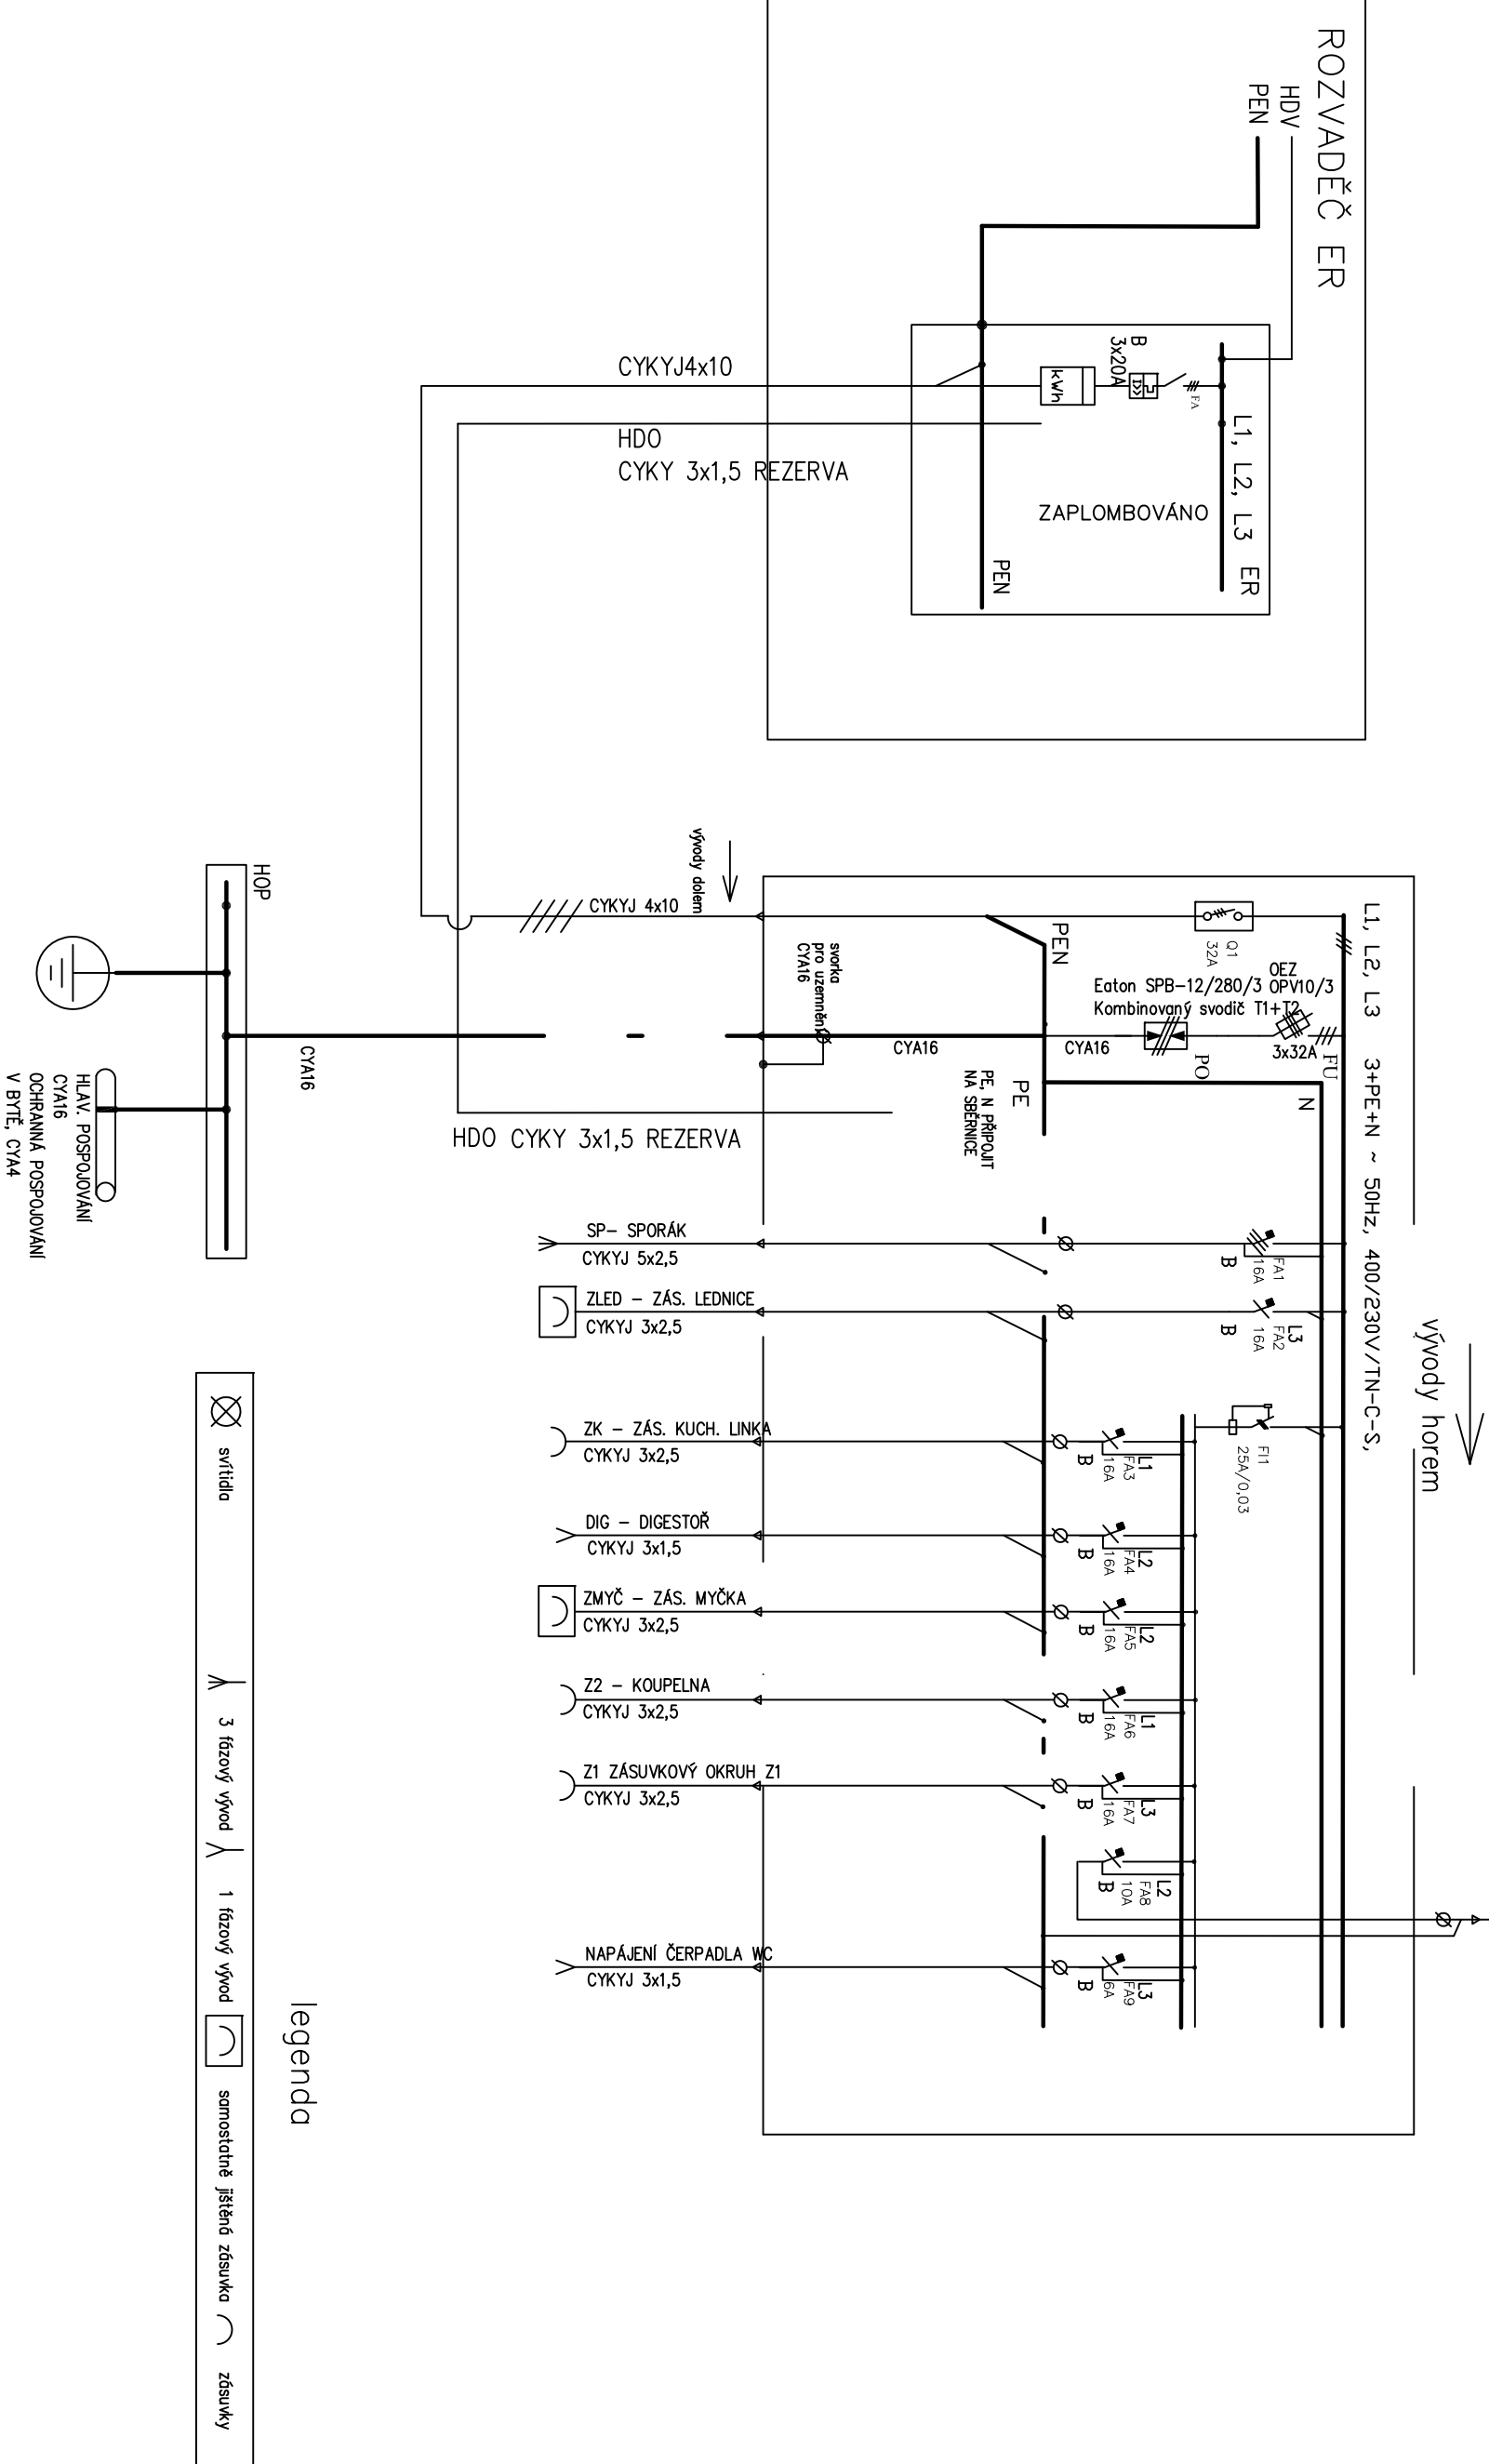 ROZVADĚČ ER
HDV
PEN
B
3x20A
kWh
FA
L1, L2, L3 ER
ZAPLOMBOVÁNO
PEN
CYKYJ4x10
HDO
CYKY 3x1,5 REZERVA
vývody dolem
CYKYJ 4x10
L1, L2, L3 3+PE+N ~ 50Hz, 400/230V/TN-C-S,
vývody horem
Q1
32A
PEN
svorka
pro uzemnění
CYA16
Eaton SPB-12/280/3
Kombinovaný svodič T1+T2
OEZ
OPV10/3
3x32A
FU
PO
CYA16
CYA16
PE
N
PE, N PŘIPOJIT
NA SBĚRNICE
HDO CYKY 3x1,5 REZERVA
HOP
CYA16
HLAV. POSPOJOVÁNÍ
CYA16
OCHRANNÁ POSPOJOVÁNÍ
V BYTĚ, CYA4
SP- SPORÁK
CYKYJ 5x2,5
FA1
16A
B
ZLED - ZÁS. LEDNICE
CYKYJ 3x2,5
L3
FA2
16A
B
FI1
25A/0,03
ZK - ZÁS. KUCH. LINKA
CYKYJ 3x2,5
L1
FA3
16A
B
DIG - DIGESTOŘ
CYKYJ 3x1,5
L2
FA4
16A
B
ZMYČ - ZÁS. MYČKA
CYKYJ 3x2,5
L2
FA5
16A
B
Z2 - KOUPELNA
CYKYJ 3x2,5
L1
FA6
16A
B
Z1 ZÁSUVKOVÝ OKRUH Z1
CYKYJ 3x2,5
L3
FA7
16A
B
L2
FA8
10A
B
NAPÁJENÍ ČERPADLA WC
CYKYJ 3x1,5
L3
FA9
6A
B
legenda
svítidla
3 fázový vývod
1 fázový vývod
samostatně jištěná zásuvka
zásuvky